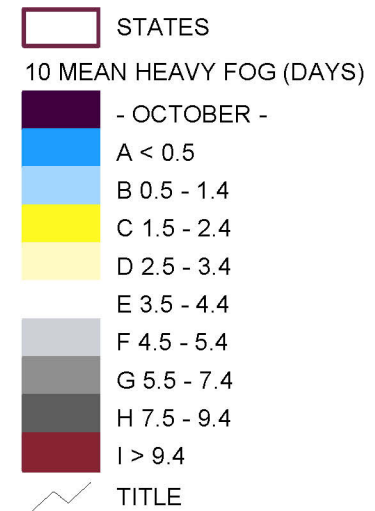 STATES
10 MEAN HEAVY FOG (DAYS)
- OCTOBER -
A < 0.5
B 0.5 - 1.4
C 1.5 - 2.4
D 2.5 - 3.4
E 3.5 - 4.4
F 4.5 - 5.4
G 5.5 - 7.4
H 7.5 - 9.4
I > 9.4
TITLE